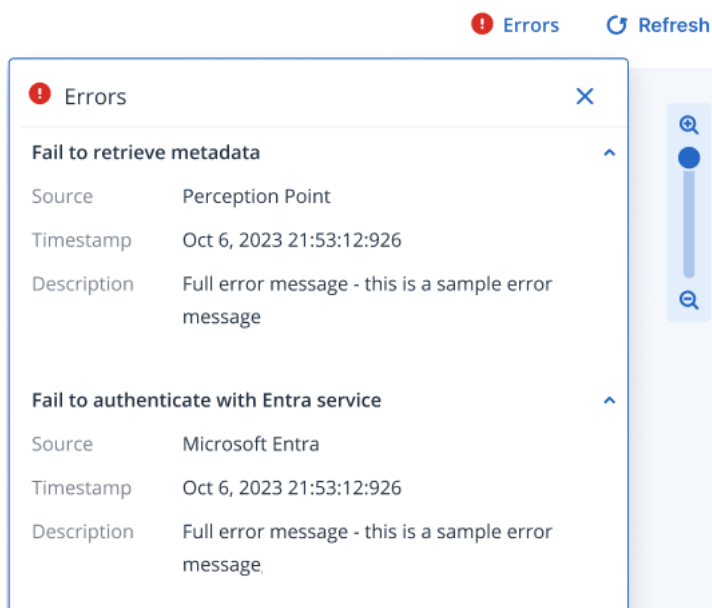 Errors Refresh
Errors
Fail to retrieve metadata
Source Perception Point
Timestamp Oct 6, 2023 21:53:12:926
Description Full error message - this is a sample error
message
Fail to authenticate with Entra service
Source Microsoft Entra
Timestamp Oct 6, 2023 21:53:12:926
Description Full error message - this is a sample error
message